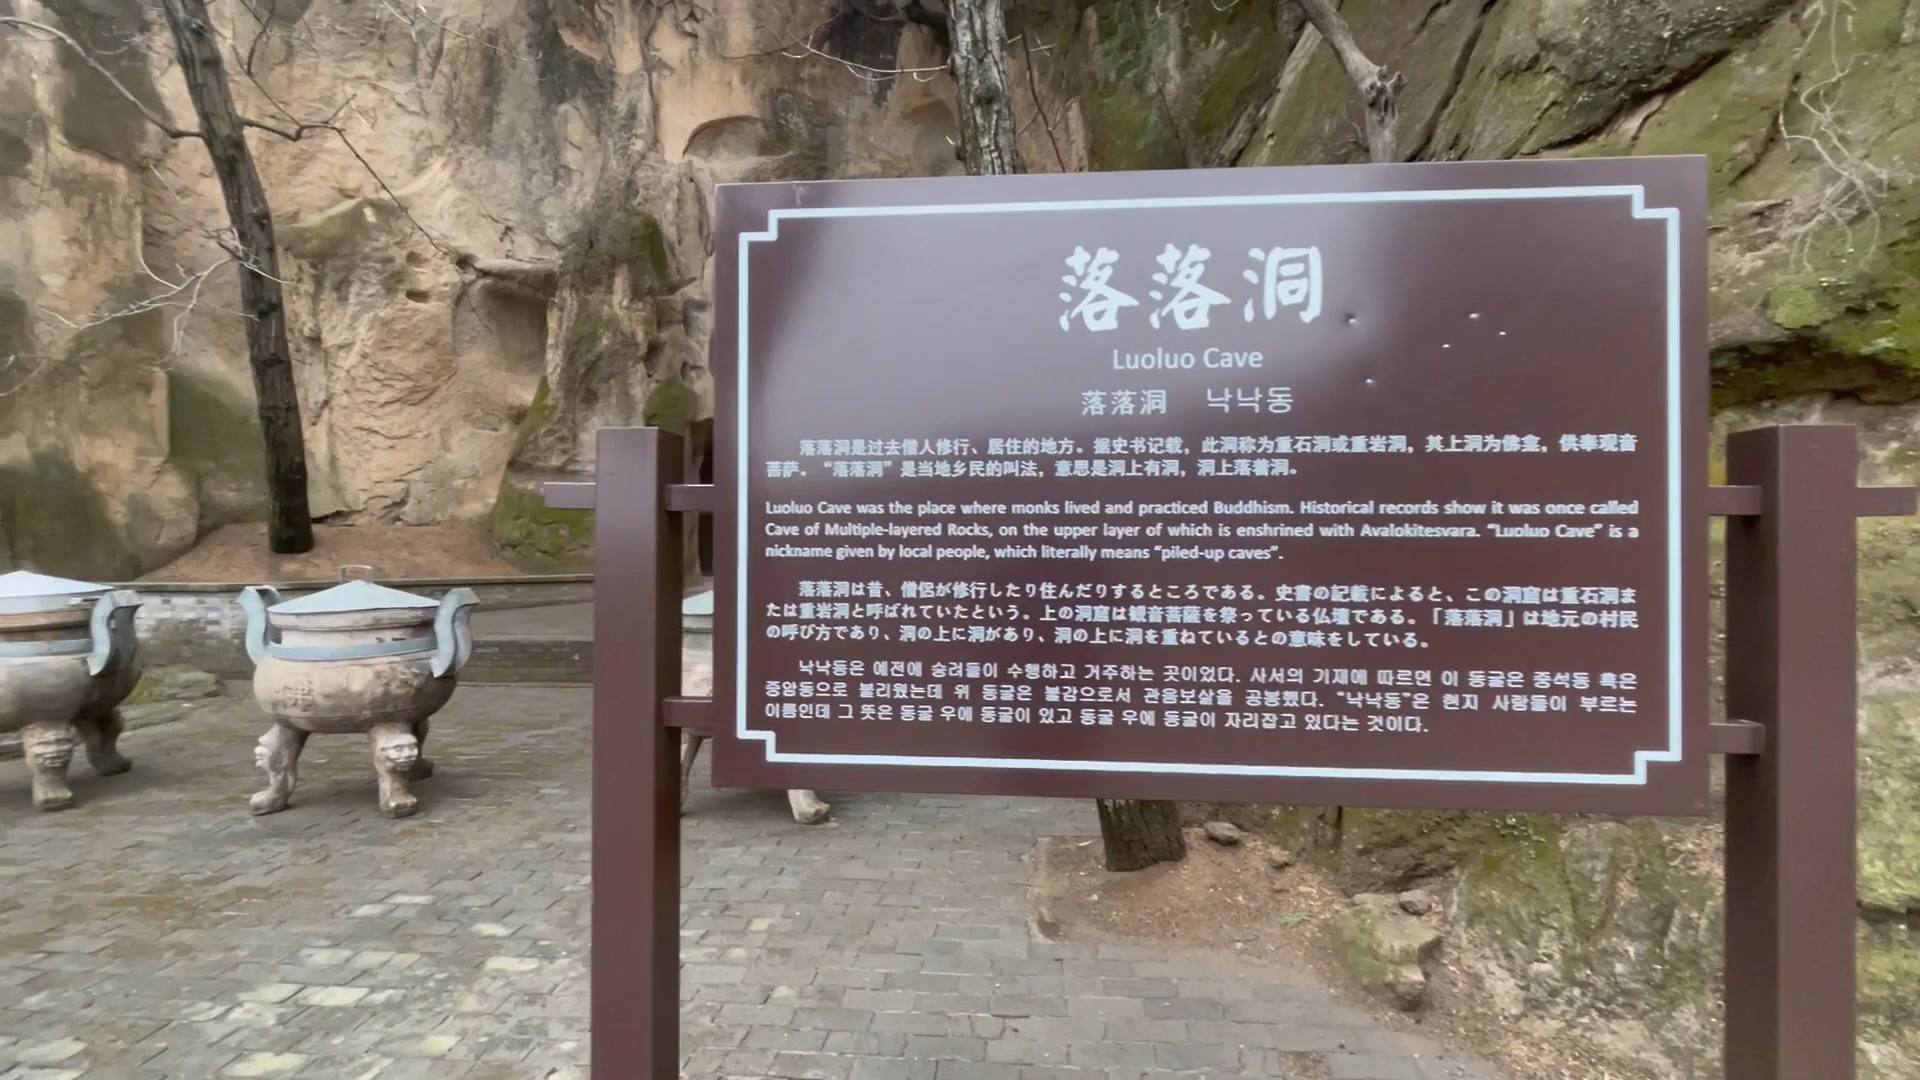 落落洞
Luoluo Cave
落落洞 낙낙동
落落洞是过去僧人修行、居住的地方。据史书记载，此洞称为重石洞或重岩洞，其上洞为佛龛，供奉观音
菩萨。“落落洞”是当地乡民的叫法，意思是洞上有洞，洞上落着洞。
Luoluo Cave was the place where monks lived and practiced Buddhism. Historical records show it was once called
Cave of Multiple-layered Rocks, on the upper layer of which is enshrined with Avalokitesvara. “Luoluo Cave” is a
nickname given by local people, which literally means “piled-up caves”.
落落洞は昔、僧侶が修行したり住んだりするところである。史書の記載によると、この洞窟は重石洞ま
たは重岩洞と呼ばれていたという。上の洞窟は観音菩薩を祭っている仏壇である。「落落洞」は地元の村民
の呼び方であり、洞の上に洞があり、洞の上に洞を重ねているとの意味をしている。
낙낙동은 예전에 승려들이 수행하고 거주하는 곳이었다. 사서의 기재에 따르면 이 동굴은 중석동 혹은
중암동으로 불리웠는데 위 동굴은 불감으로서 관음보살을 공봉했다. “낙낙동”은 현지 사람들이 부르는
이름인데 그 뜻은 동굴 우에 동굴이 있고 동굴 우에 동굴이 자리잡고 있다는 것이다.